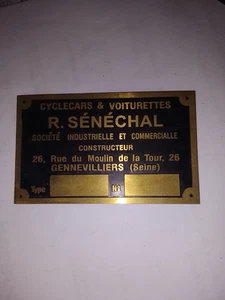 CYCLECARS & VOITURETTES
R. SÉNÉCHAL
SOCIÉTÉ INDUSTRIELLE ET COMMERCIALLE
CONSTRUCTEUR
26, Rue du Moulin de la Tour, 26
GENNEVILLIERS (Seine)
Type N°